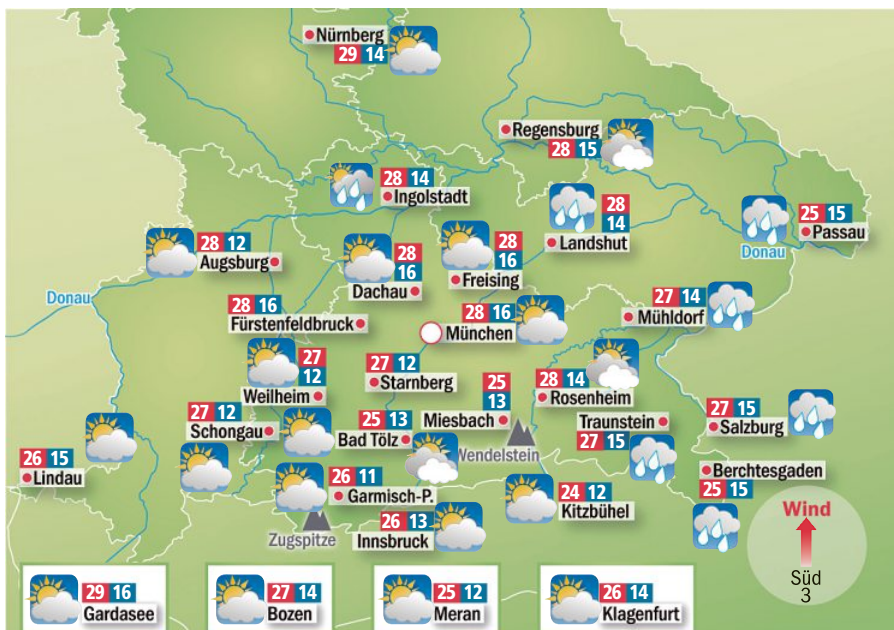 Nürnberg
29 14
Regensburg
28 15
28 14
Ingolstadt
28
14
Landshut
25 15
Passau
Donau
28 12
Augsburg
28
16
Dachau
28
16
Freising
Donau
28 16
Fürstenfeldbruck
28 16
München
27 14
Mühldorf
27
12
Weilheim
27 12
Starnberg
25
13
Miesbach
28 14
Rosenheim
Traunstein
27 15
27 15
Salzburg
27 12
Schongau
25 13
Bad Tölz
Wendelstein
26 15
Lindau
26 11
Garmisch-P.
Zugspitze
26 13
Innsbruck
24 12
Kitzbühel
Berchtesgaden
25 15
Wind
Süd
3
29 16
Gardasee
27 14
Bozen
25 12
Meran
26 14
Klagenfurt